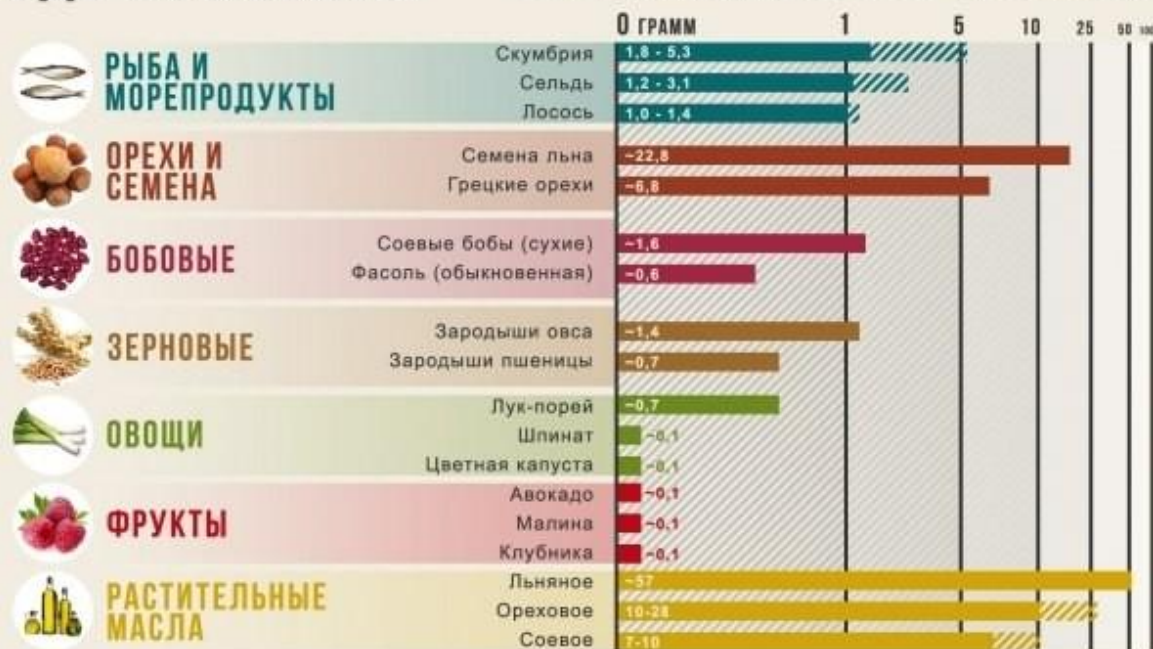 0 ГРАММ 1 5 10 25 50 100
РЫБА И
МОРЕПРОДУКТЫ
Скумбрия 1,8 - 5,3
Сельдь 1,2 - 3,1
Лосось 1,0 - 1,4
ОРЕХИ И
СЕМЕНА
Семена льна ~22,8
Грецкие орехи ~6,8
БОБОВЫЕ
Соевые бобы (сухие) ~1,6
Фасоль (обыкновенная) ~0,6
ЗЕРНОВЫЕ
Зародыши овса ~1,4
Зародыши пшеницы ~0,7
ОВОЩИ
Лук-порей ~0,7
Шпинат ~0,1
Цветная капуста ~0,1
ФРУКТЫ
Авокадо ~0,1
Малина ~0,1
Клубника ~0,1
РАСТИТЕЛЬНЫЕ
МАСЛА
Льняное ~57
Ореховое 10-28
Соевое 7-10